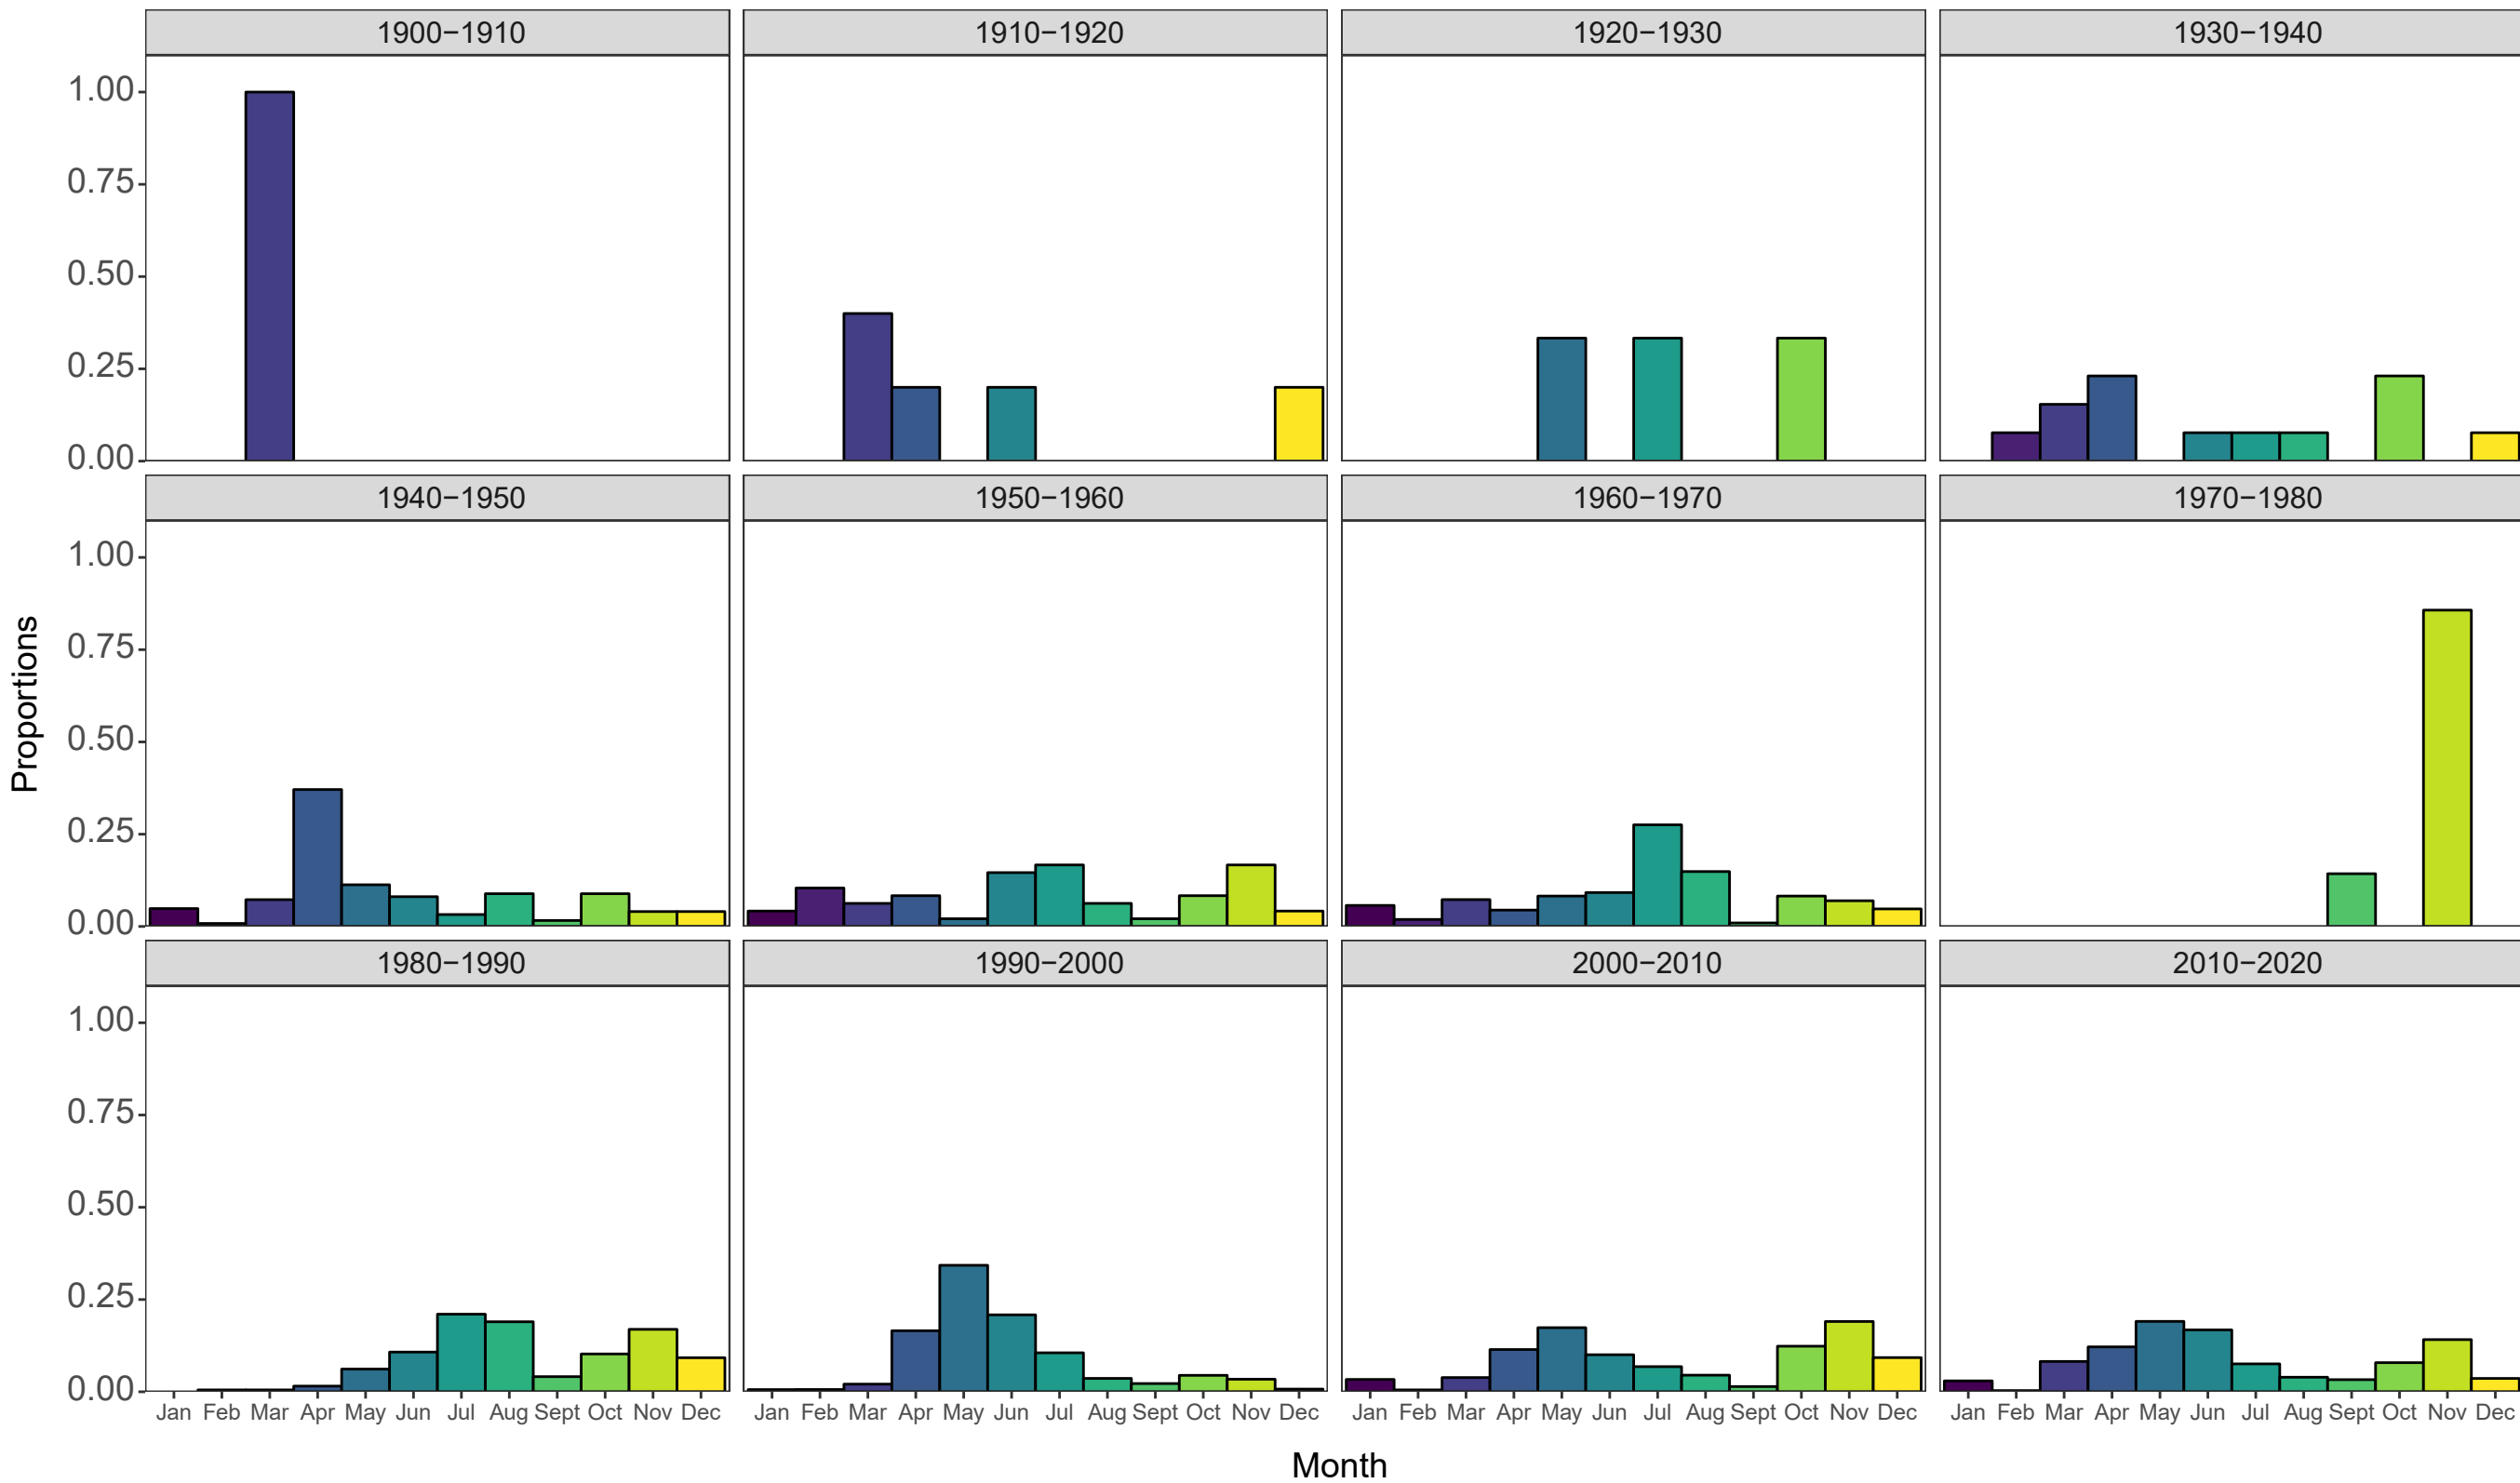 1900−1910 1910−1920 1920−1930 1930−1940
1.00
0.75
0.50
0.25
0.00
1940−1950 1950−1960 1960−1970 1970−1980
1.00
0.75
0.50
0.25
0.00
Proportions
1980−1990 1990−2000 2000−2010 2010−2020
1.00
0.75
0.50
0.25
0.00
Jan Feb Mar Apr May Jun Jul Aug Sept Oct Nov Dec Jan Feb Mar Apr May Jun Jul Aug Sept Oct Nov Dec Jan Feb Mar Apr May Jun Jul Aug Sept Oct Nov Dec Jan Feb Mar Apr May Jun Jul Aug Sept Oct Nov Dec
Month